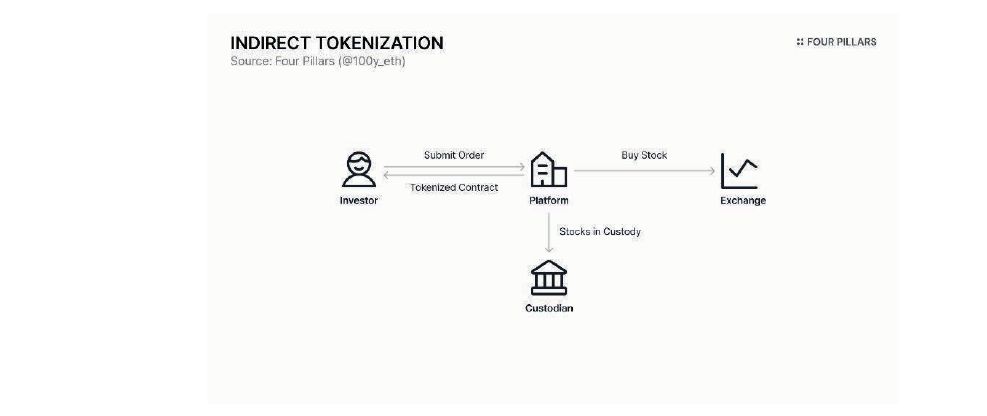 INDIRECT TOKENIZATION
FOUR PILLARS
Source: Four Pillars (@100y_eth)
Submit Order
Buy Stock
Tokenized Contract
Investor
Platform
Exchange
Stocks in Custody
Custodian